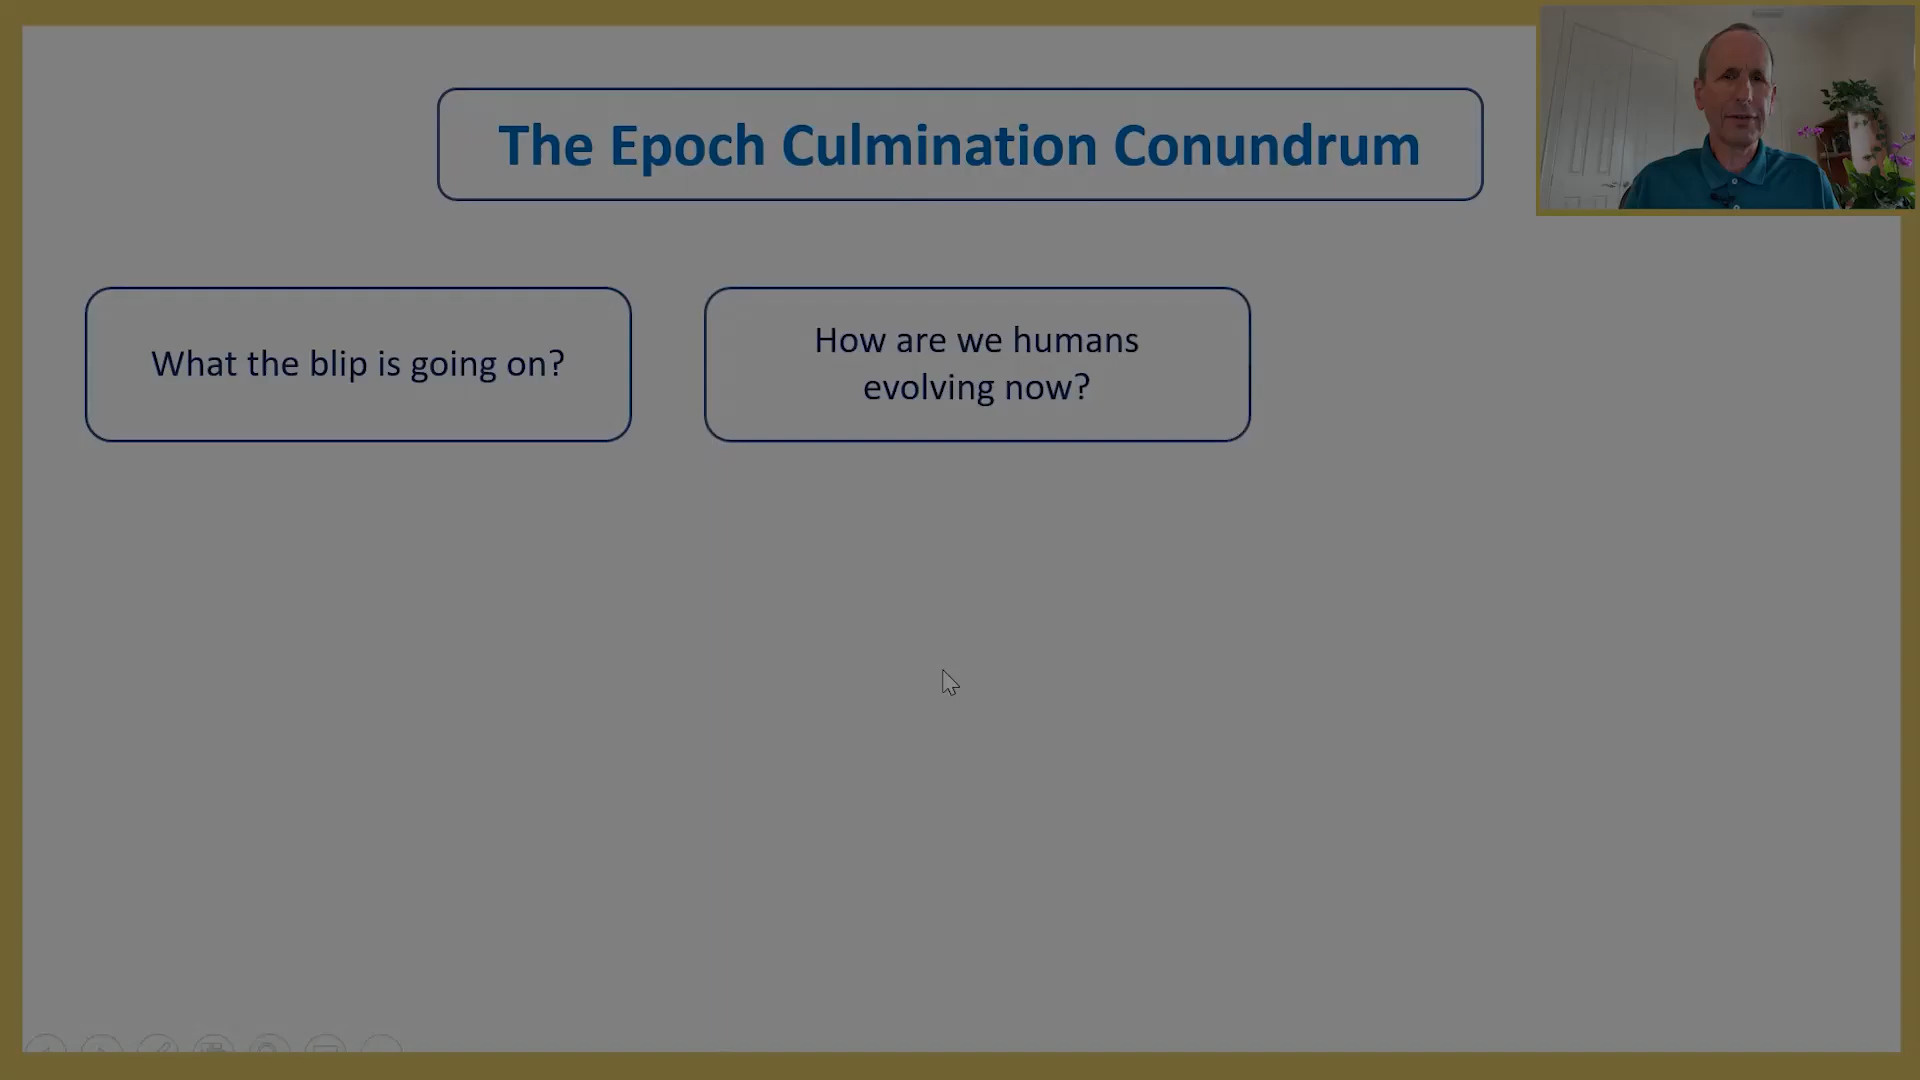 The Epoch Culmination Conundrum
What the blip is going on?
How are we humans
evolving now?